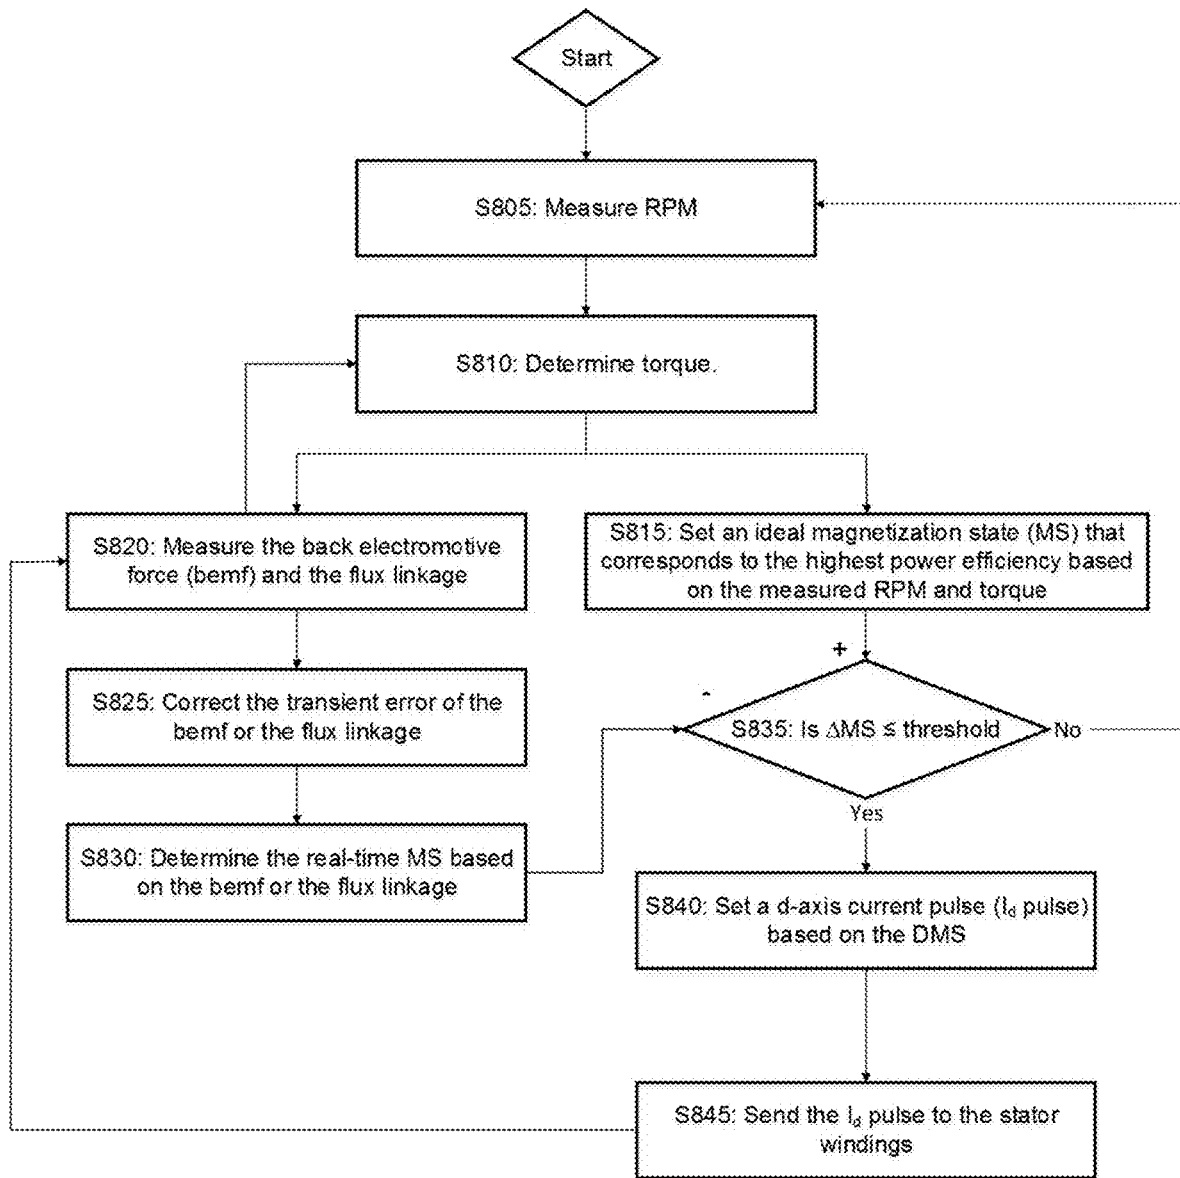 Start
S805: Measure RPM
S810: Determine torque.
S820: Measure the back electromotive
force (bemf) and the flux linkage
S815: Set an ideal magnetization state (MS) that
corresponds to the highest power efficiency based
on the measured RPM and torque
+
-
S825: Correct the transient error of the
bemf or the flux linkage
S835: Is ΔMS ≤ threshold
No
Yes
S830: Determine the real-time MS based
on the bemf or the flux linkage
S840: Set a d-axis current pulse (I_d pulse)
based on the DMS
S845: Send the I_d pulse to the stator
windings